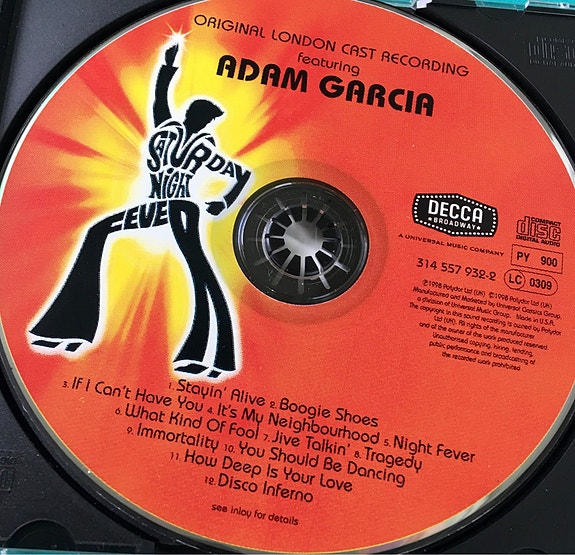 ORIGINAL LONDON CAST RECORDING
featuring
ADAM GARCIA
SATURDAY
NIGHT
FEVER
DECCA
BROADWAY
A UNIVERSAL MUSIC COMPANY
COMPACT
disc
DIGITAL AUDIO
PY 900
314 557 932-2
LC 0309
℗1998 Polydor Ltd (UK) ©1998 Polydor Ltd (UK)
Manufactured and Marketed by Universal Classics Group,
a division of Universal Music Group. Made in U.S.A.
The copyright in this sound recording is owned by Polydor
Ltd (UK). All rights of the manufacturer
and of the owner of the work produced reserved.
Unauthorised copying, hiring, lending,
public performance and broadcasting of
the recorded work prohibited.
1. Stayin' Alive 2. Boogie Shoes
3. If I Can't Have You 4. It's My Neighbourhood 5. Night Fever
6. What Kind Of Fool 7. Jive Talkin' 8. Tragedy
9. Immortality 10. You Should Be Dancing
11. How Deep Is Your Love
12. Disco Inferno
see inlay for details